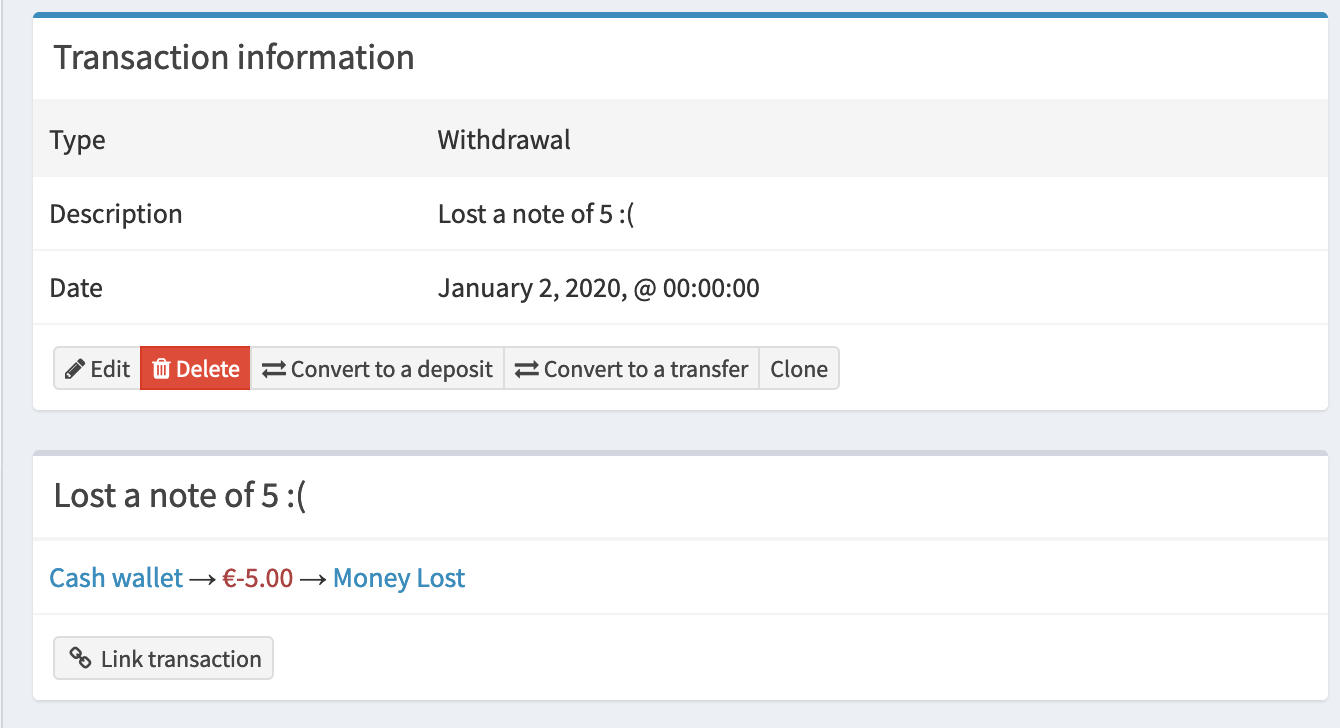 Transaction information
Type Withdrawal
Description Lost a note of 5 :(
Date January 2, 2020, @ 00:00:00
Edit Delete Convert to a deposit Convert to a transfer Clone
Lost a note of 5 :(
Cash wallet → €-5.00 → Money Lost
Link transaction